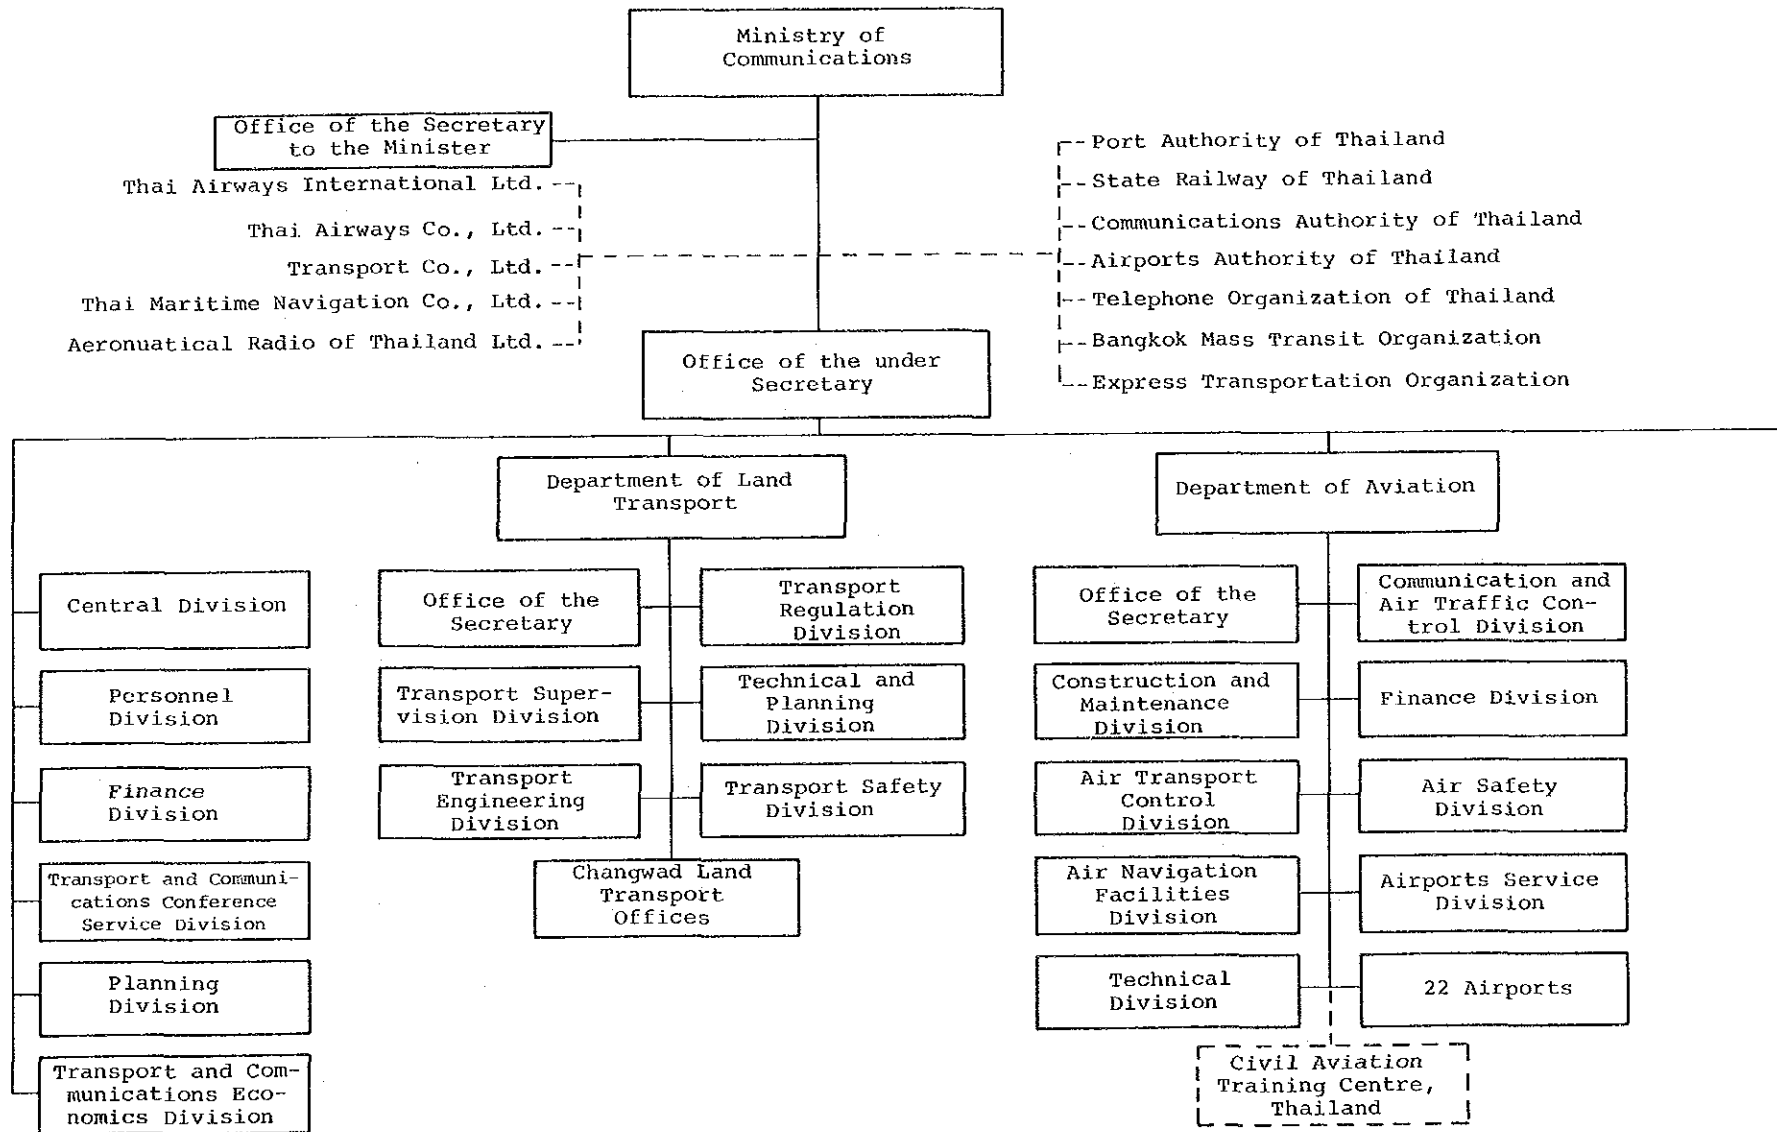 Ministry of
Communications
Office of the Secretary
to the Minister
Thai Airways International Ltd.
Thai Airways Co., Ltd.
Transport Co., Ltd.
Thai Maritime Navigation Co., Ltd.
Aeronuatical Radio of Thailand Ltd.
Port Authority of Thailand
State Railway of Thailand
Communications Authority of Thailand
Airports Authority of Thailand
Telephone Organization of Thailand
Bangkok Mass Transit Organization
Express Transportation Organization
Office of the under
Secretary
Department of Land
Transport
Department of Aviation
Central Division
Personnel
Division
Finance
Division
Transport and Communi-
cations Conference
Service Division
Planning
Division
Transport and Com-
munications Eco-
nomics Division
Office of the
Secretary
Transport
Regulation
Division
Transport Super-
vision Division
Technical and
Planning
Division
Transport
Engineering
Division
Transport Safety
Division
Changwad Land
Transport
Offices
Office of the
Secretary
Communication and
Air Traffic Con-
trol Division
Construction and
Maintenance
Division
Finance Division
Air Transport
Control
Division
Air Safety
Division
Air Navigation
Facilities
Division
Airports Service
Division
Technical
Division
22 Airports
Civil Aviation
Training Centre,
Thailand